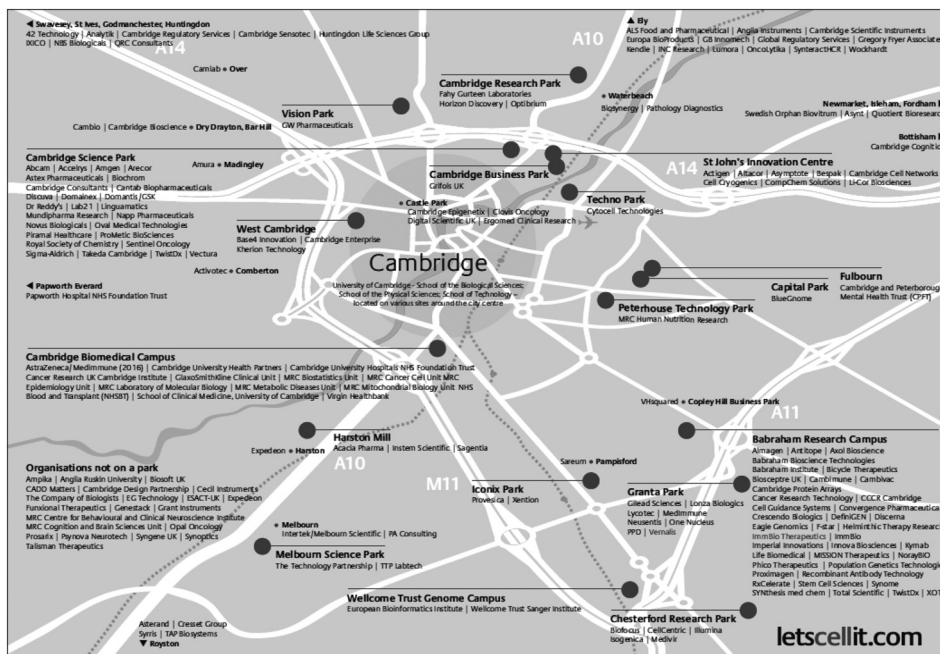 ◀ Swavesey, St Ives, Godmanchester, Huntingdon
42 Technology | Analytik | Cambridge Regulatory Services | Cambridge Sensotec | Huntingdon Life Sciences Group
IXICO | NBS Biologicals | QRC Consultants
A14
Camlab • Over
Vision Park
GW Pharmaceuticals
Cambio | Cambridge Bioscience • Dry Drayton, Bar Hill
A10
Cambridge Research Park
Fahy Gurteen Laboratories
Horizon Discovery | Optibrium
▲ Ely
ALS Food and Pharmaceutical | Anglia Instruments | Cambridge Scientific Instruments
Europa BioProducts | GB Innomech | Global Regulatory Services | Gregory Fryer Associate
Kendle | INC Research | Lumora | OncoLytika | SynteractHCR | Wockhardt
• Waterbeach
Biosynergy | Pathology Diagnostics
Newmarket, Isleham, Fordham
Swedish Orphan Biovitrum | Asynt | Quotient Bioresearc
Bottisham
Cambridge Cognitic
Cambridge Science Park
Abcam | Accelrys | Amgen | Arecor
Astex Pharmaceuticals | Biochrom
Cambridge Consultants | Cantab Biopharmaceuticals
Discuva | Domainex | Domantis/GSK
Dr Reddy's | Lab21 | Linguamatics
Mundipharma Research | Napp Pharmaceuticals
Novus Biologicals | Oval Medical Technologies
Piramal Healthcare | ProMetic BioSciences
Royal Society of Chemistry | Sentinel Oncology
Sigma-Aldrich | Takeda Cambridge | TwistDx | Vectura
Amura • Madingley
Cambridge Business Park
Grifols UK
A14
St John's Innovation Centre
Actigen | Altacor | Asymptote | Bespak | Cambridge Cell Networks
Cell Cryogenics | CompChem Solutions | Li-Cor Biosciences
Techno Park
Cytocell Technologies
• Castle Park
Cambridge Epigenetix | Clovis Oncology
Digital Scientific UK | Ergomed Clinical Research
West Cambridge
Base4 Innovation | Cambridge Enterprise
Kherion Technology
Activotec • Comberton
Cambridge
University of Cambridge - School of the Biological Sciences;
School of the Physical Sciences; School of Technology –
located on various sites around the city centre
◀ Papworth Everard
Papworth Hospital NHS Foundation Trust
Capital Park
BlueGnome
Fulbourn
Cambridge and Peterboroug
Mental Health Trust (CPFT)
Peterhouse Technology Park
MRC Human Nutrition Research
Cambridge Biomedical Campus
AstraZeneca/Medimmune (2016) | Cambridge University Health Partners | Cambridge University Hospitals NHS Foundation Trust
Cancer Research UK Cambridge Institute | GlaxoSmithKline Clinical Unit | MRC Biostatistics Unit | MRC Cancer Cell Unit MRC
Epidemiology Unit | MRC Laboratory of Molecular Biology | MRC Metabolic Diseases Unit | MRC Mitochondrial Biology unit NHS
Blood and Transplant (NHSBT) | School of Clinical Medicine, University of Cambridge | Virgin Healthbank
VHsquared • Copley Hill Business Park
A11
Harston Mill
Acacia Pharma | Instem Scientific | Sagentia
Expedeon • Harston
A10
Organisations not on a park
Ampika | Anglia Ruskin University | Biosoft UK
CADO Matters | Cambridge Design Partnership | Cecil Instruments
The Company of Biologists | EG Technology | ESACT-UK | Expedeon
Funxional Therapeutics | Genestack | Grant Instruments
MRC Centre for Behavioural and Clinical Neuroscience Institute
MRC Cognition and Brain Sciences Unit | Opal Oncology
Prosarix | Psynova Neurotech | Syngene UK | Synoptics
Talisman Therapeutics
M11
Sareum • Pampisford
Iconix Park
Provesica | Xention
Granta Park
Gilead Sciences | Lonza Biologics
Lycotec | MedImmune
Neusentis | One Nucleus
PPD | Vernalis
Babraham Research Campus
Aimagen | Antitope | Axol Bioscience
Babraham Bioscience Technologies
Babraham Institute | Bicycle Therapeutics
Biosceptre UK | Cambimune | Cambivac
Cambridge Protein Arrays
Cancer Research Technology | CGCR Cambridge
Cell Guidance Systems | Convergence Pharmaceutica
Crescendo Biologics | DefiniGEN | Discerna
Eagle Genomics | F-star | Helminthic Therapy Researc
ImmBio Therapeutics | ImmBio
Imperial Innovations | Innova Biosciences | Kymab
Life Biomedical | MISSION Therapeutics | NorayBIO
Phico Therapeutics | Population Genetics Technologie
Proximagen | Recombinant Antibody Technology
RxCelerate | Stem Cell Sciences | Synome
SYNthesis med chem | Total Scientific | TwistDx | XOT
• Melbourn
Intertek/Melbourn Scientific | PA Consulting
Melbourn Science Park
The Technology Partnership | TTP Labtech
Wellcome Trust Genome Campus
European Bioinformatics Institute | Wellcome Trust Sanger Institute
Chesterford Research Park
Biofocus | CellCentric | Illumina
Isogenica | Medivir
Asterand | Cresset Group
Syrris | TAP Biosystems
▼ Royston
letscellit.com